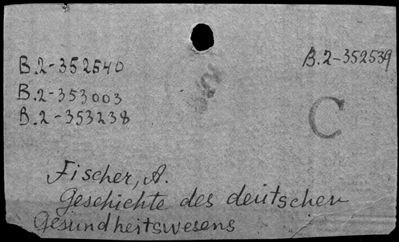 B.2-352540
B.2-352539
B.2-353003
B.2-353238
C
Fischer, A.
Geschichte des deutschen
Gesundheitswesens